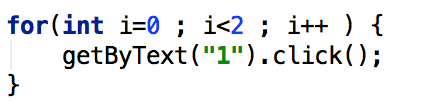 for(int i=0 ; i<2 ; i++ ) {
    getByText("1").click();
}